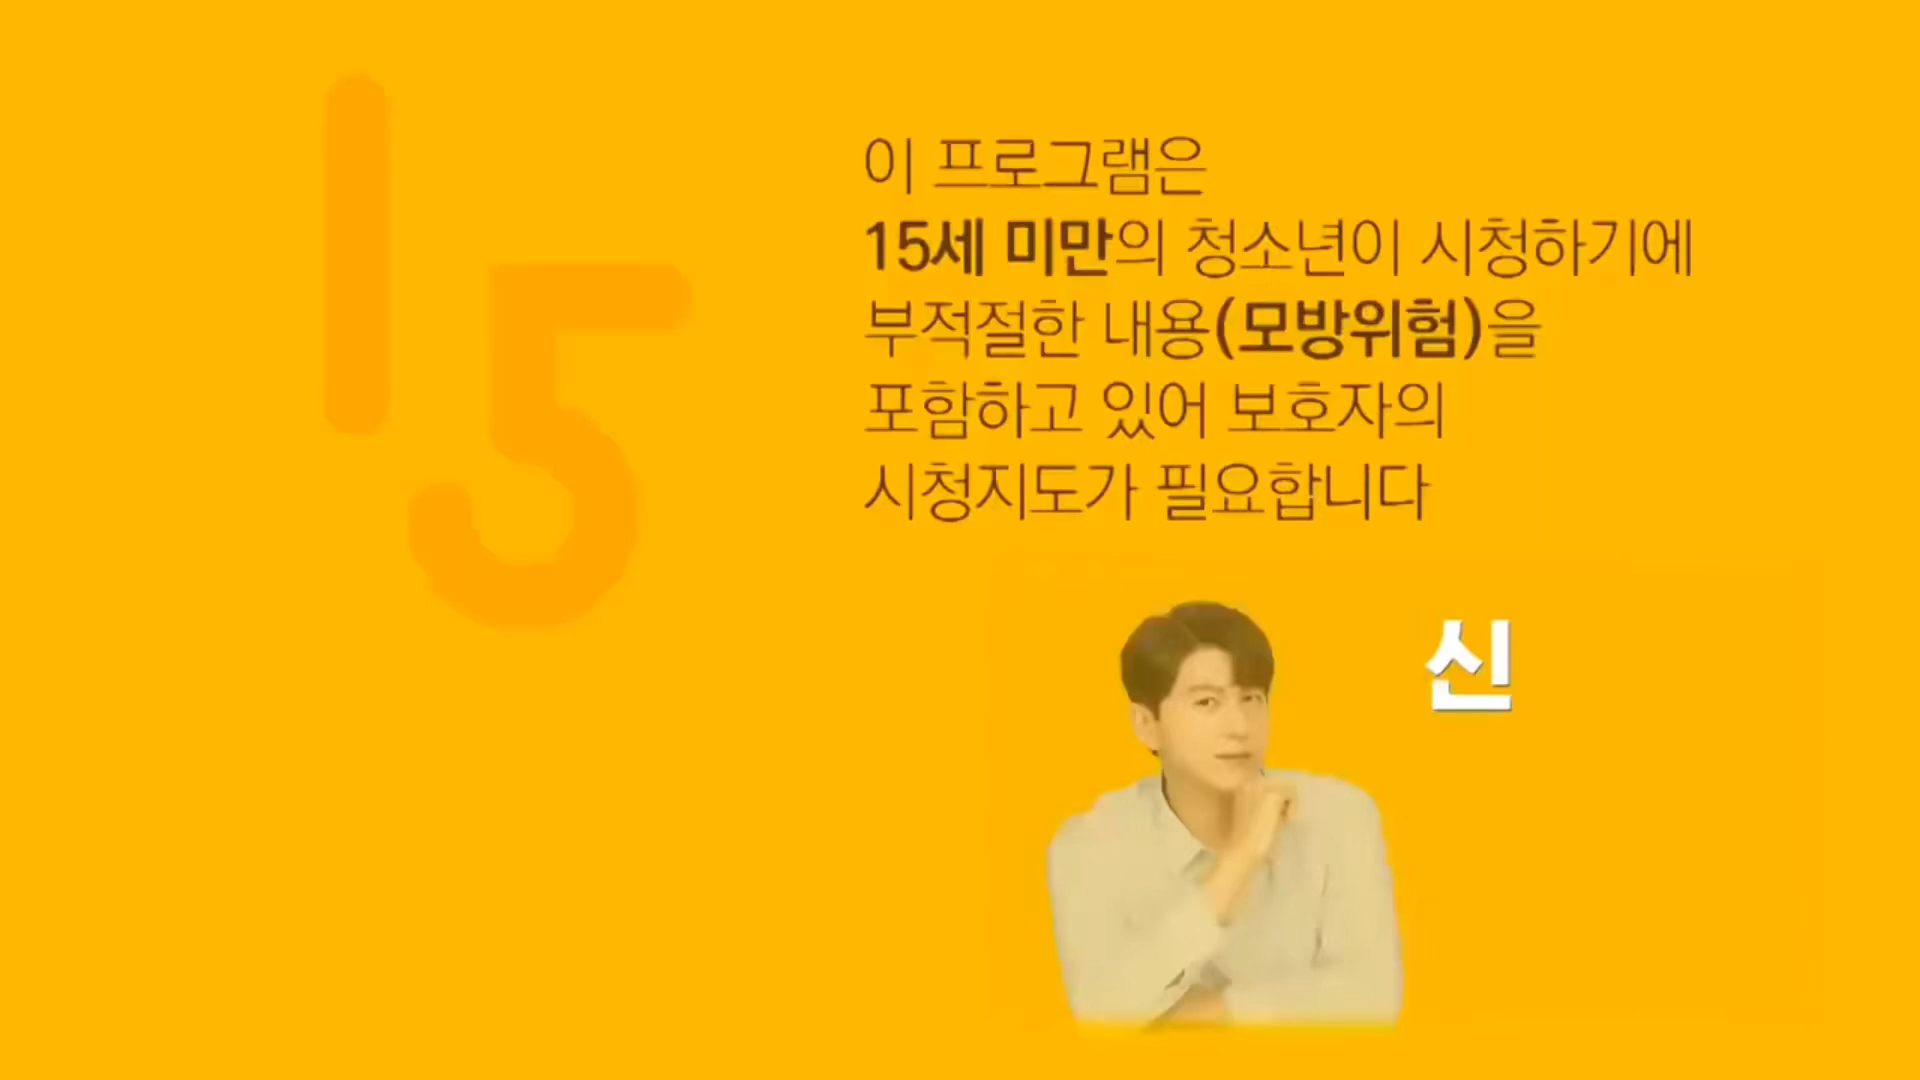 15
이 프로그램은
15세 미만의 청소년이 시청하기에
부적절한 내용(모방위험)을
포함하고 있어 보호자의
시청지도가 필요합니다
신